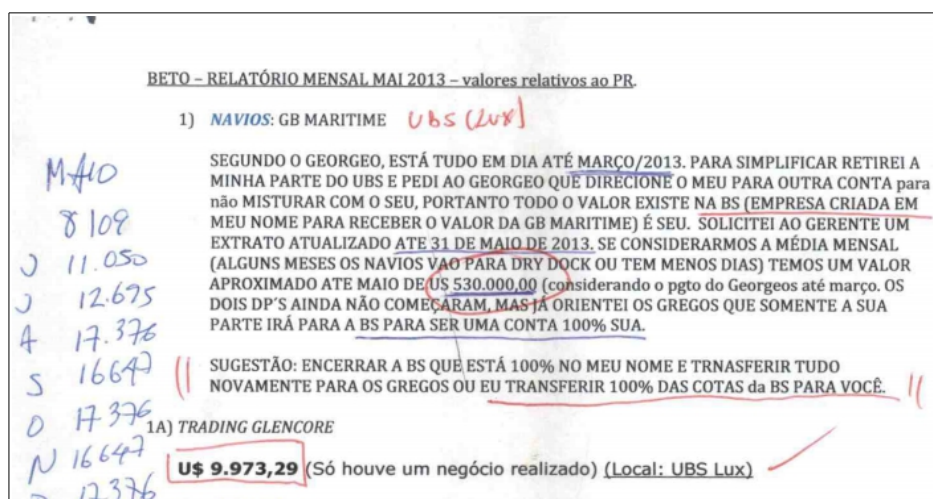 BETO – RELATÓRIO MENSAL MAI 2013 – valores relativos ao PR.
1) NAVIOS: GB MARITIME UBS (LUX)
SEGUNDO O GEORGEO, ESTÁ TUDO EM DIA ATÉ MARÇO/2013. PARA SIMPLIFICAR RETIREI A
MINHA PARTE DO UBS E PEDI AO GEORGEO QUE DIRECIONE O MEU PARA OUTRA CONTA para
não MISTURAR COM O SEU, PORTANTO TODO O VALOR EXISTE NA BS (EMPRESA CRIADA EM
MEU NOME PARA RECEBER O VALOR DA GB MARITIME) É SEU. SOLICITEI AO GERENTE UM
EXTRATO ATUALIZADO ATE 31 DE MAIO DE 2013. SE CONSIDERARMOS A MÉDIA MENSAL
(ALGUNS MESES OS NAVIOS VAO PARA DRY DOCK OU TEM MENOS DIAS) TEMOS UM VALOR
APROXIMADO ATE MAIO DE US 530.000,00 (considerando o pgto do Georgeos até março. OS
DOIS DP'S AINDA NÃO COMEÇARAM, MAS JÁ ORIENTEI OS GREGOS QUE SOMENTE A SUA
PARTE IRÁ PARA A BS PARA SER UMA CONTA 100% SUA.
SUGESTÃO: ENCERRAR A BS QUE ESTÁ 100% NO MEU NOME E TRNASFERIR TUDO
NOVAMENTE PARA OS GREGOS OU EU TRANSFERIR 100% DAS COTAS da BS PARA VOCÊ.
1A) TRADING GLENCORE
U$ 9.973,29 (Só houve um negócio realizado) (Local: UBS Lux)
MAIO
8109
J 11.050
J 12.695
A 17.376
S 16647
O 17376
N 16647
17.376